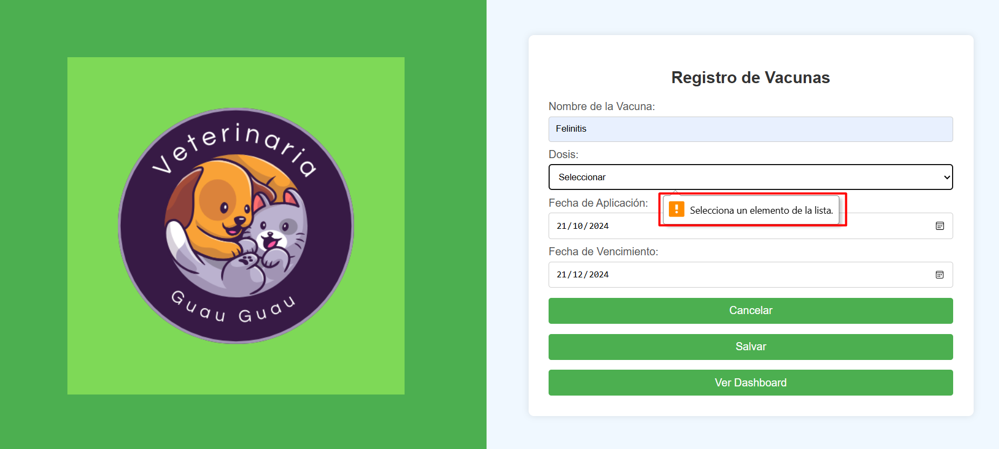 Veterinaria
Guau Guau
Registro de Vacunas
Nombre de la Vacuna:
Felinitis
Dosis:
Seleccionar
Fecha de Aplicación:
Selecciona un elemento de la lista.
21/10/2024
Fecha de Vencimiento:
21/12/2024
Cancelar
Salvar
Ver Dashboard